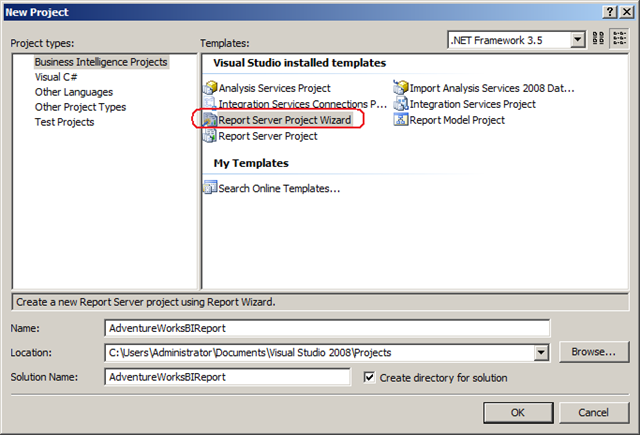 New Project
Project types:
Templates:
.NET Framework 3.5
Business Intelligence Projects
Visual C#
Other Languages
Other Project Types
Test Projects
Visual Studio installed templates
Analysis Services Project
Import Analysis Services 2008 Dat...
Integration Services Connections P...
Integration Services Project
Report Server Project Wizard
Report Model Project
Report Server Project
My Templates
Search Online Templates...
Create a new Report Server project using Report Wizard.
Name:
AdventureWorksBIReport
Location:
C:\Users\Administrator\Documents\Visual Studio 2008\Projects
Browse...
Solution Name:
AdventureWorksBIReport
Create directory for solution
OK
Cancel